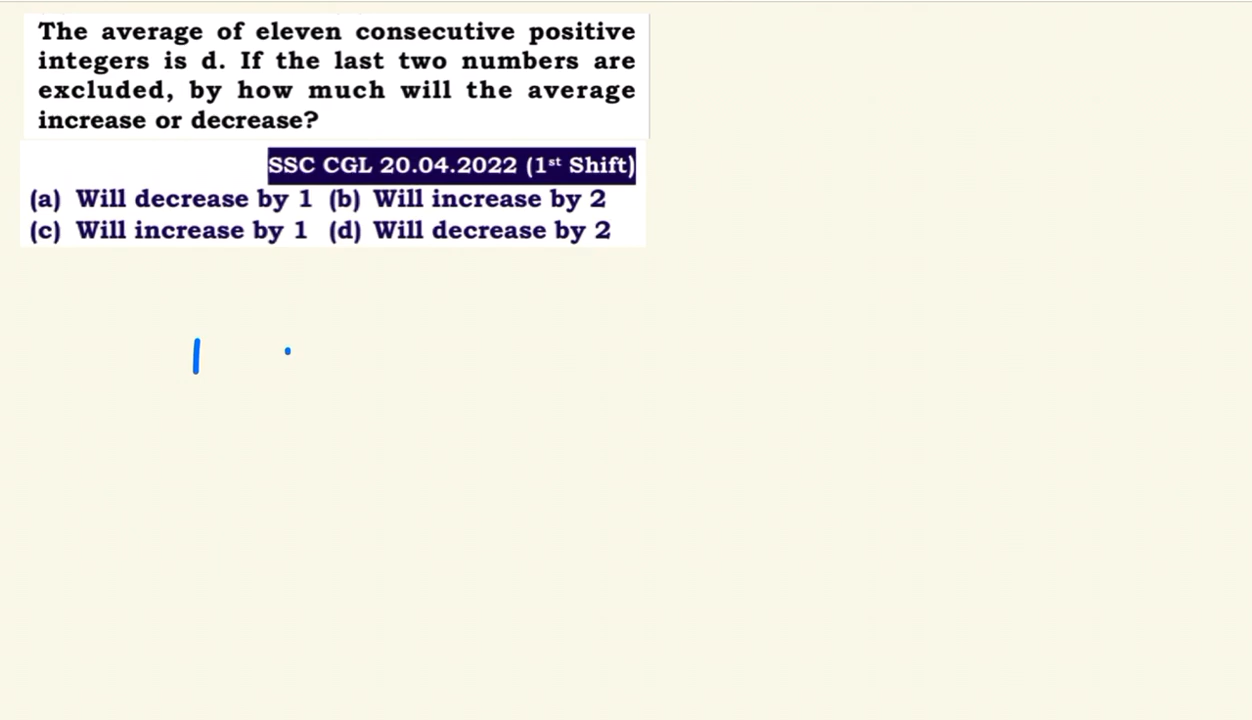 The average of eleven consecutive positive
integers is d. If the last two numbers are
excluded, by how much will the average
increase or decrease?
SSC CGL 20.04.2022 (1st Shift)
(a) Will decrease by 1 (b) Will increase by 2
(c) Will increase by 1 (d) Will decrease by 2
1 .